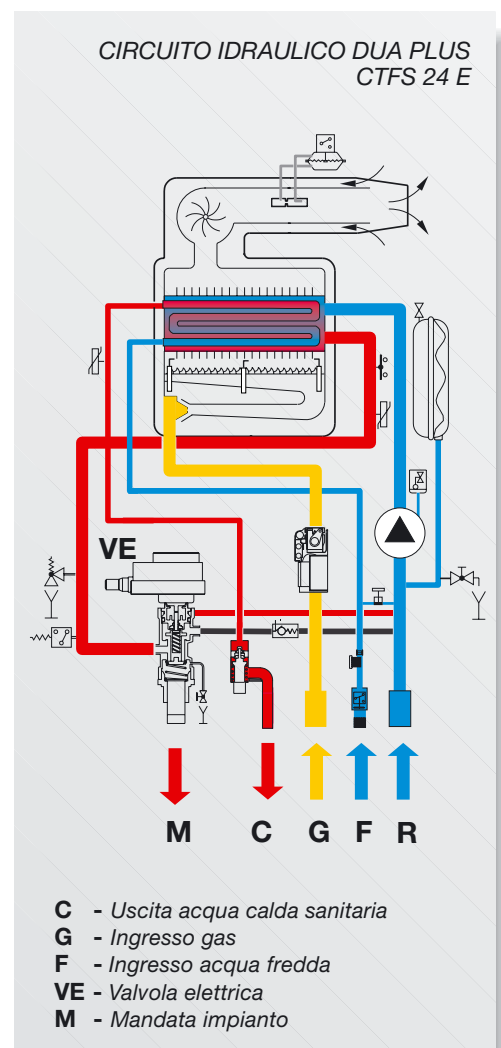 CIRCUITO IDRAULICO DUA PLUS
CTFS 24 E
VE
M C G F R
C - Uscita acqua calda sanitaria
G - Ingresso gas
F - Ingresso acqua fredda
VE - Valvola elettrica
M - Mandata impianto